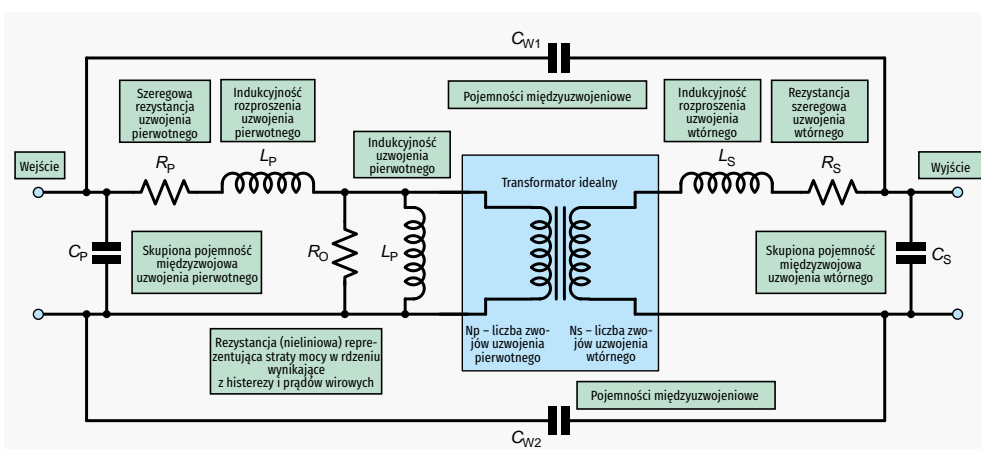 CW1
Pojemności międzyuzwojeniowe
Szeregowa
rezystancja
uzwojenia
pierwotnego
Indukcyjność
rozproszenia
uzwojenia
pierwotnego
Indukcyjność
rozproszenia
uzwojenia
wtórnego
Rezystancja
szeregowa
uzwojenia
wtórnego
Wejście
RP
LP
Indukcyjność
uzwojenia
pierwotnego
LS
RS
Wyjście
Transformator idealny
CP
Skupiona pojemność
międzyzwojowa
uzwojenia pierwotnego
RO
LP
Skupiona pojemność
międzyzwojowa
uzwojenia wtórnego
CS
Rezystancja (nieliniowa) repre-
zentująca straty mocy w rdzeniu
wynikające
z histerezy i prądów wirowych
Np – liczba zwo-
jów uzwojenia
pierwotnego
Ns – liczba zwo-
jów uzwojenia
wtórnego
Pojemności międzyuzwojeniowe
CW2